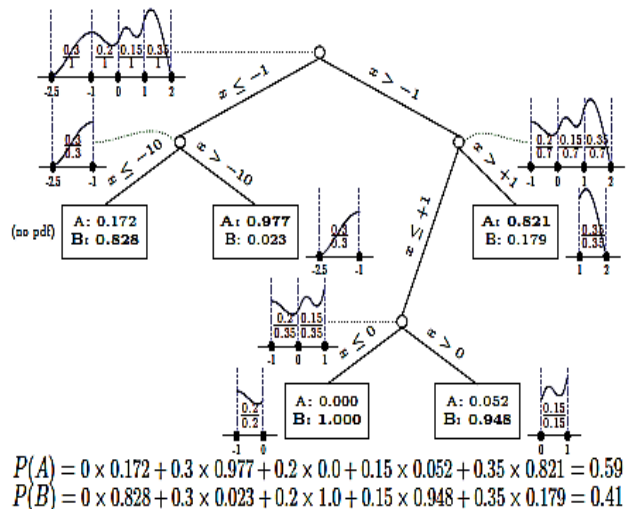 0.3/1 0.2/1 0.15/1 0.35/1
-2.5 -1 0 1 2
x ≤ -1
x > -1
0.3/0.3
-2.5 -1
0.2/0.7 0.15/0.7 0.35/0.7
-1 0 1 2
x ≤ -10
x > -10
x ≤ +1
x > +1
(no pdf)
A: 0.172
B: 0.828
A: 0.977
B: 0.023
0.3/0.3
-2.5 -1
A: 0.821
B: 0.179
0.35/0.35
1 2
0.2/0.35 0.15/0.35
-1 0 1
x ≤ 0
x > 0
0.2/0.2
-1 0
A: 0.000
B: 1.000
A: 0.052
B: 0.948
0.15/0.15
0 1
P(A) = 0 × 0.172 + 0.3 × 0.977 + 0.2 × 0.0 + 0.15 × 0.052 + 0.35 × 0.821 = 0.59
P(B) = 0 × 0.828 + 0.3 × 0.023 + 0.2 × 1.0 + 0.15 × 0.948 + 0.35 × 0.179 = 0.41